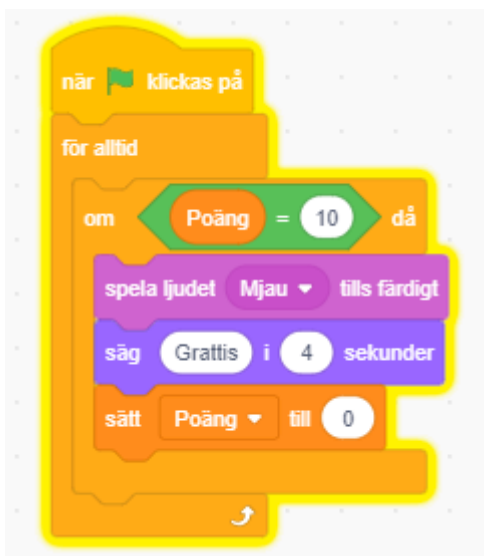 när klickas på
för alltid
om Poäng = 10 då
spela ljudet Mjau tills färdigt
säg Grattis i 4 sekunder
sätt Poäng till 0